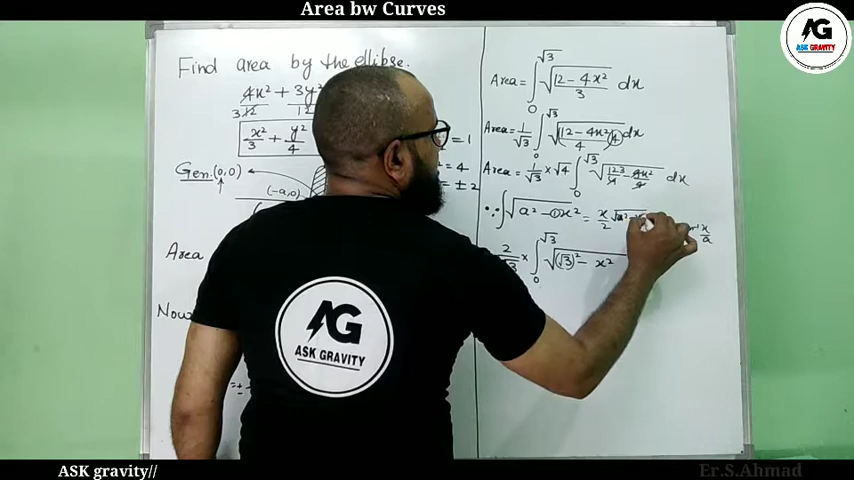 Area bw Curves
AG
ASK GRAVITY
Find area by the ellipse.
4x² + 3y²
3 12 12 = 1
x²/3 + y²/4
= 4
Gen: (0,0)
= ± 2
(-a,0)
Area
Now
Area = ∫₀^√3 √((12 - 4x²)/3) dx
Area = 1/√3 ∫₀^√3 √((12 - 4x²)/4) 4 dx
Area = 1/√3 × √4 ∫₀^√3 √(12 3/4 - 4x²/4) dx
∵ ∫ √(a² - ①x²) = x/2 √a² - x
x/a
2/√3 × ∫₀^√3 √((√3)² - x²
AG
ASK GRAVITY
ASK gravity//
Er.S.Ahmad